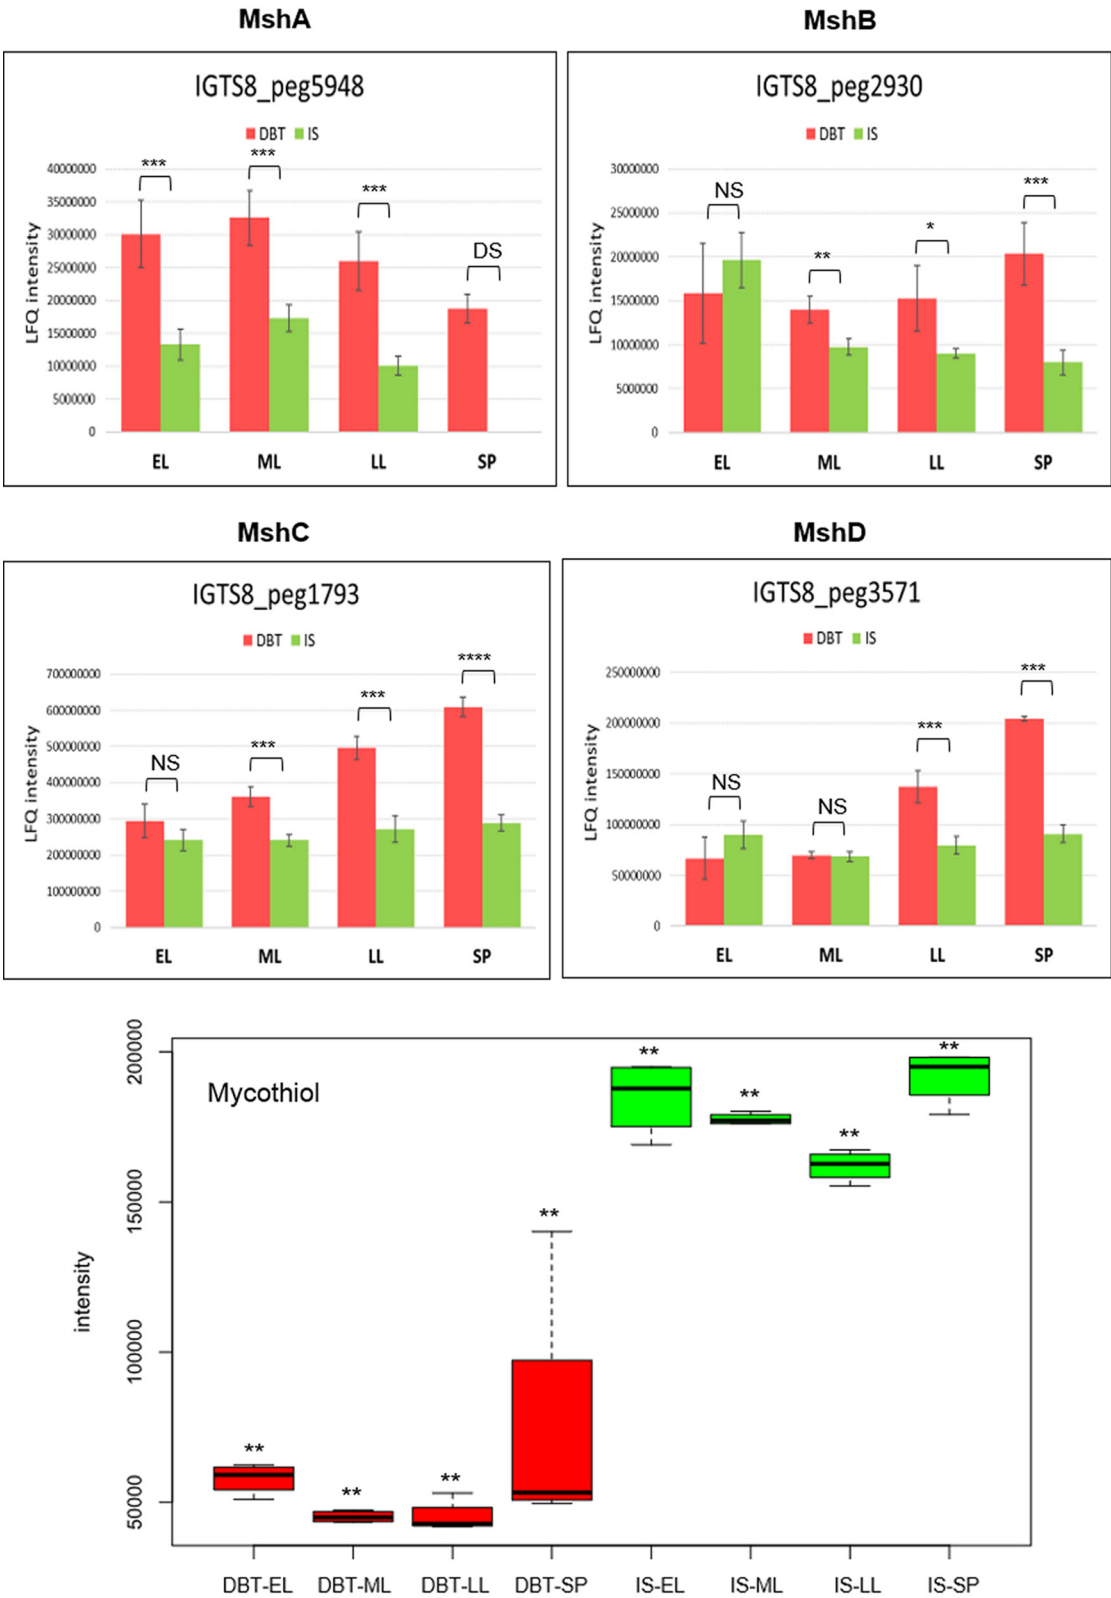 MshA
IGTS8_peg5948
DBT IS
LFQ intensity
40000000
35000000
30000000
25000000
20000000
15000000
10000000
5000000
0
*** *** *** DS
EL ML LL SP
MshB
IGTS8_peg2930
DBT IS
LFQ intensity
30000000
25000000
20000000
15000000
10000000
5000000
0
NS ** * ***
EL ML LL SP
MshC
IGTS8_peg1793
DBT IS
LFQ intensity
700000000
600000000
500000000
400000000
300000000
200000000
100000000
0
NS *** *** ****
EL ML LL SP
MshD
IGTS8_peg3571
DBT IS
LFQ intensity
250000000
200000000
150000000
100000000
50000000
0
NS NS *** ***
EL ML LL SP
Mycothiol
intensity
200000
150000
100000
50000
** ** ** ** ** ** ** **
DBT-EL DBT-ML DBT-LL DBT-SP IS-EL IS-ML IS-LL IS-SP